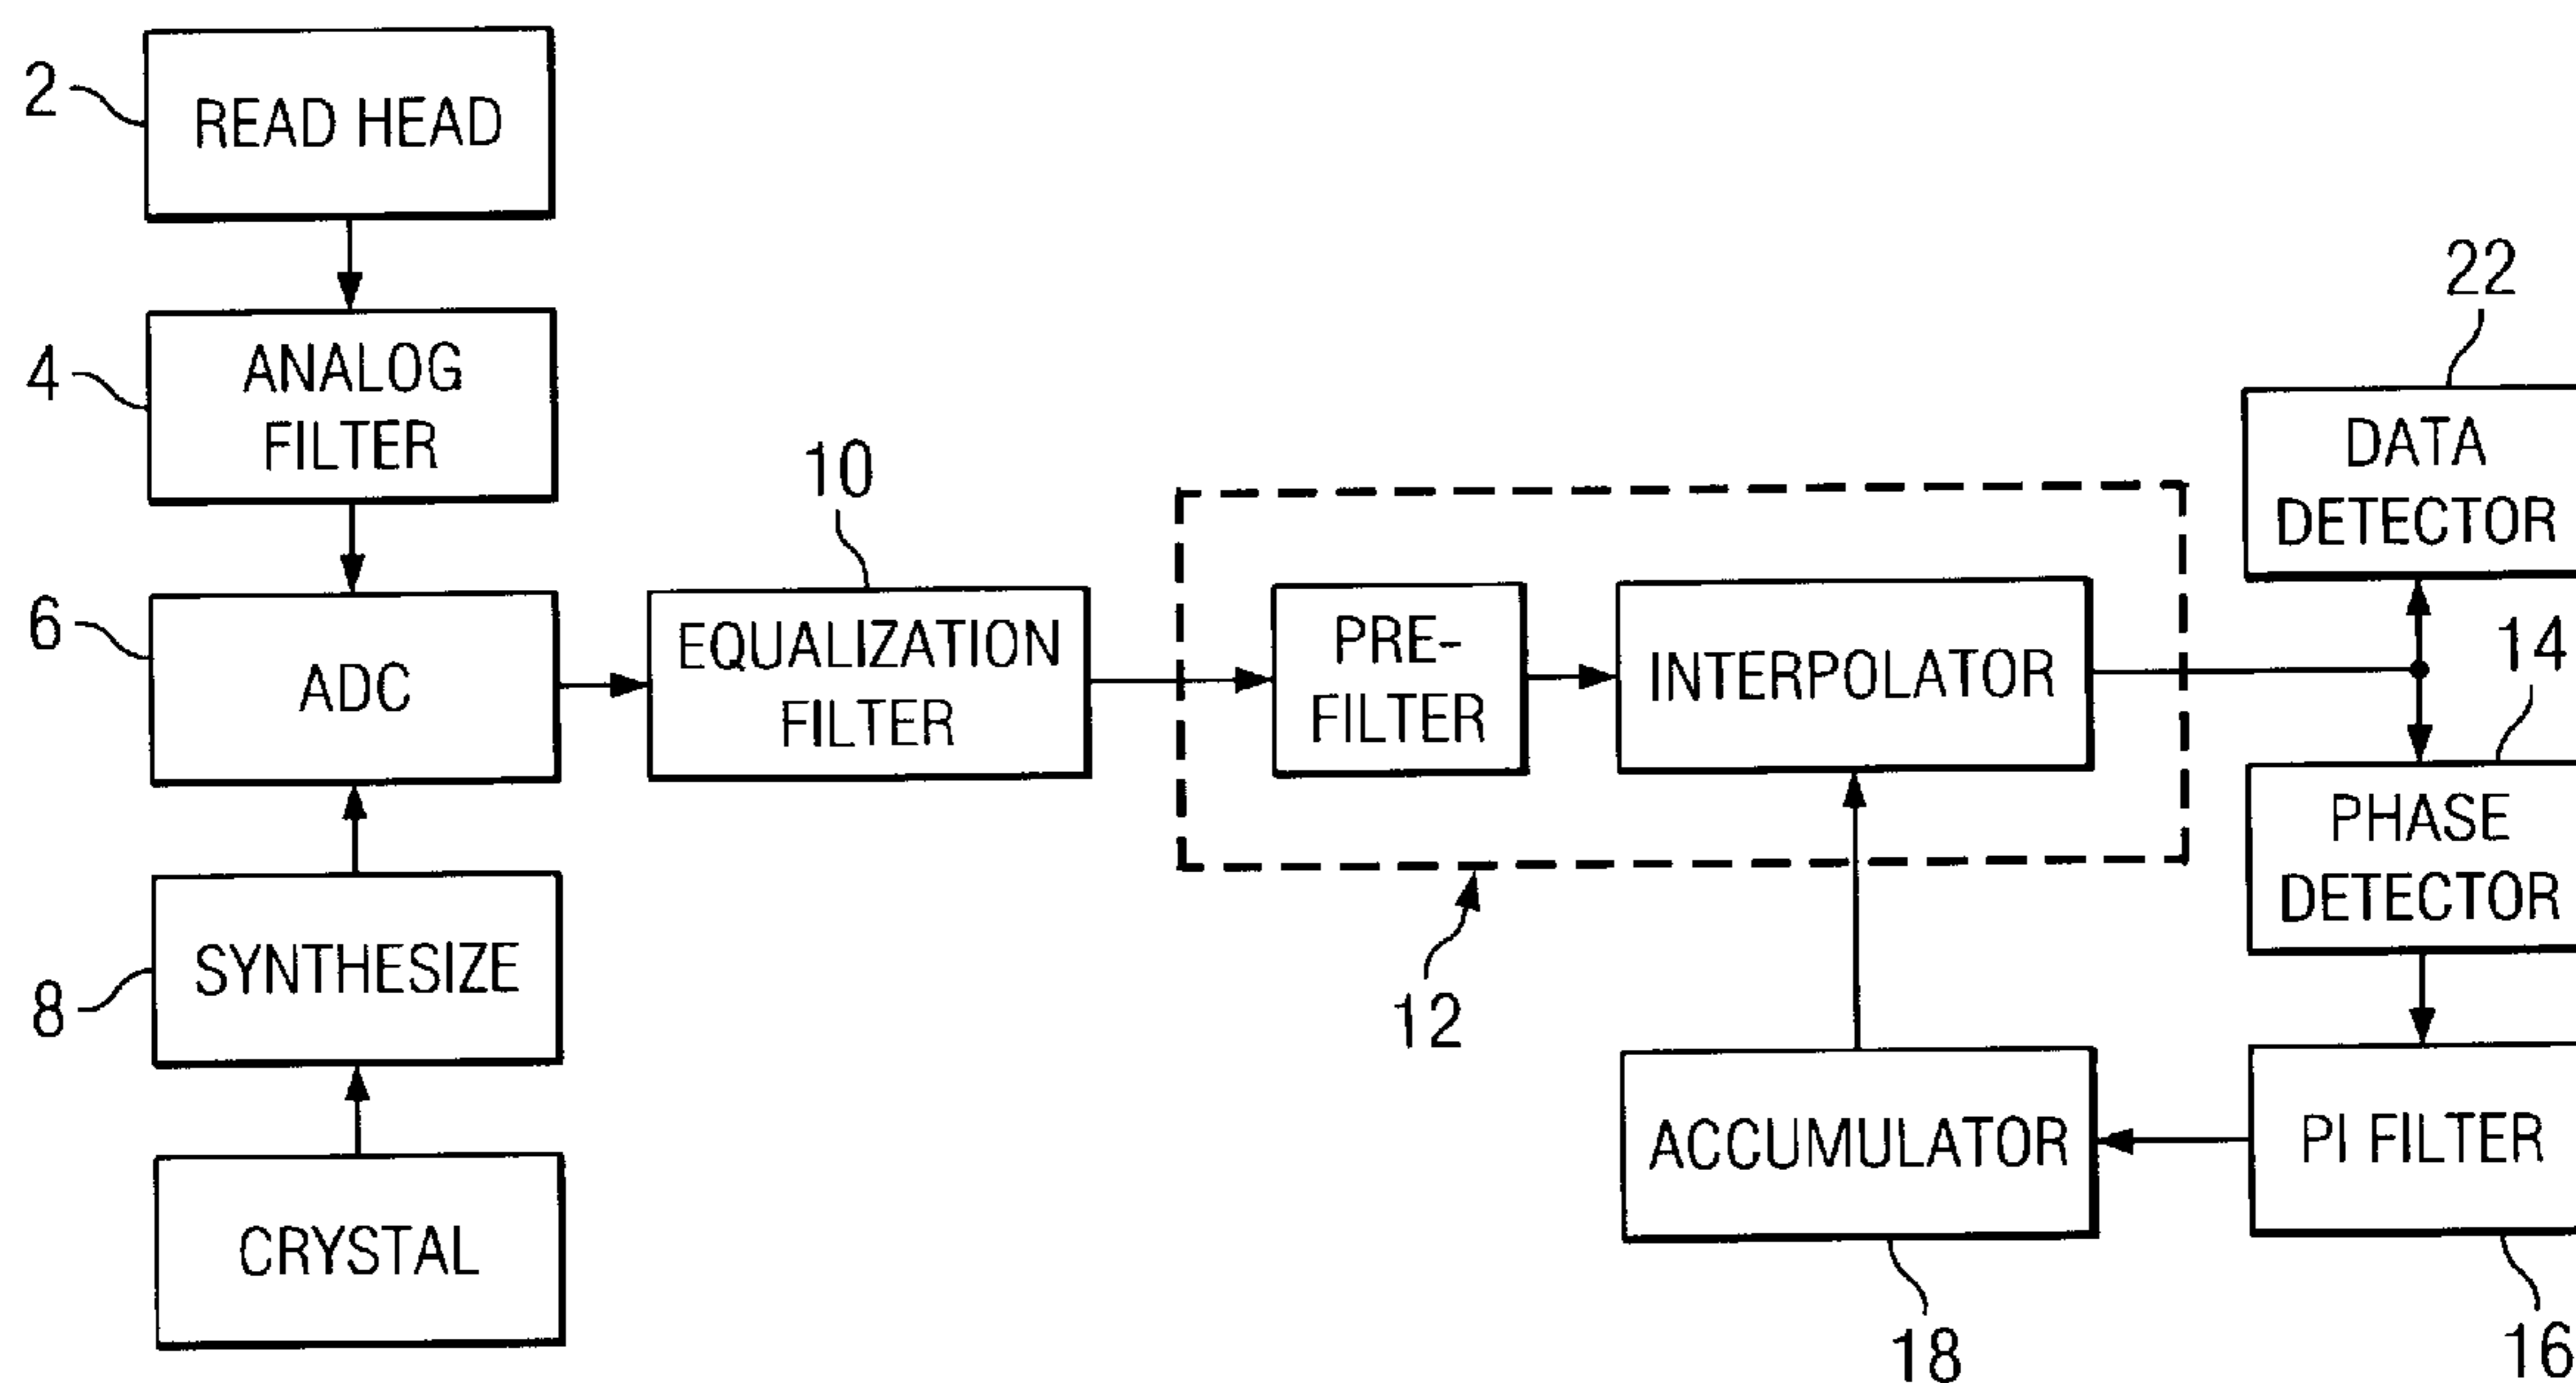 2
READ HEAD
4
ANALOG
FILTER
6
ADC
8
SYNTHESIZE
CRYSTAL
10
EQUALIZATION
FILTER
12
PRE-
FILTER
INTERPOLATOR
22
DATA
DETECTOR
14
PHASE
DETECTOR
PI FILTER
16
ACCUMULATOR
18